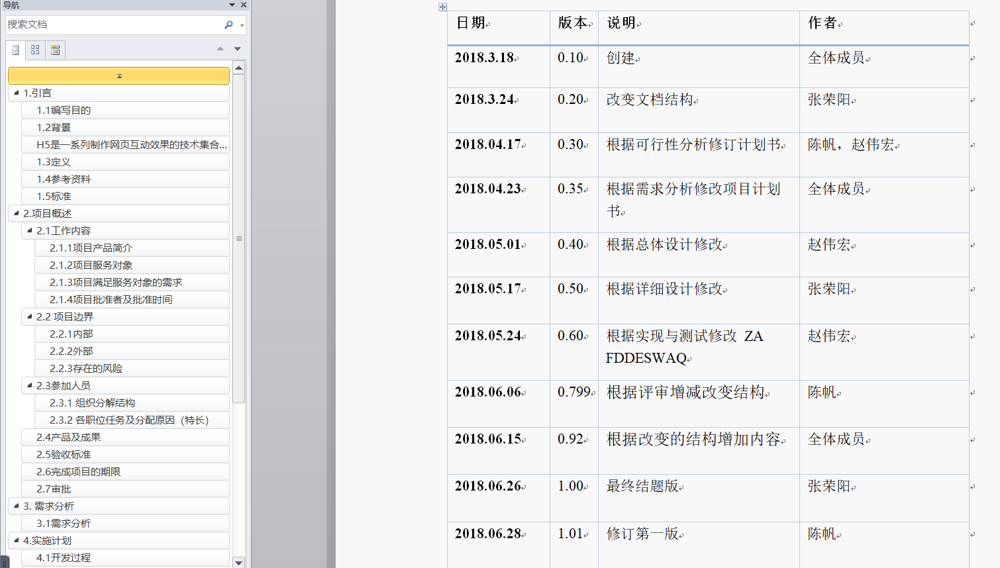 导航
搜索文档
1.引言
1.1编写目的
1.2背景
H5是一系列制作网页互动效果的技术集合...
1.3定义
1.4参考资料
1.5标准
2.项目概述
2.1工作内容
2.1.1项目产品简介
2.1.2项目服务对象
2.1.3项目满足服务对象的需求
2.1.4项目批准者及批准时间
2.2 项目边界
2.2.1内部
2.2.2外部
2.2.3存在的风险
2.3参加人员
2.3.1 组织分解结构
2.3.2 各职位任务及分配原因（特长）
2.4产品及成果
2.5验收标准
2.6完成项目的期限
2.7审批
3. 需求分析
3.1需求分析
4.实施计划
4.1开发过程
日期 版本 说明 作者
2018.3.18 0.10 创建 全体成员
2018.3.24 0.20 改变文档结构 张荣阳
2018.04.17 0.30 根据可行性分析修订计划书 陈帆，赵伟宏
2018.04.23 0.35 根据需求分析修改项目计划 全体成员
书
2018.05.01 0.40 根据总体设计修改 赵伟宏
2018.05.17 0.50 根据详细设计修改 张荣阳
2018.05.24 0.60 根据实现与测试修改 ZA 赵伟宏
FDDESWAQ
2018.06.06 0.799 根据评审增减改变结构 陈帆
2018.06.15 0.92 根据改变的结构增加内容 全体成员
2018.06.26 1.00 最终结题版 张荣阳
2018.06.28 1.01 修订第一版 陈帆